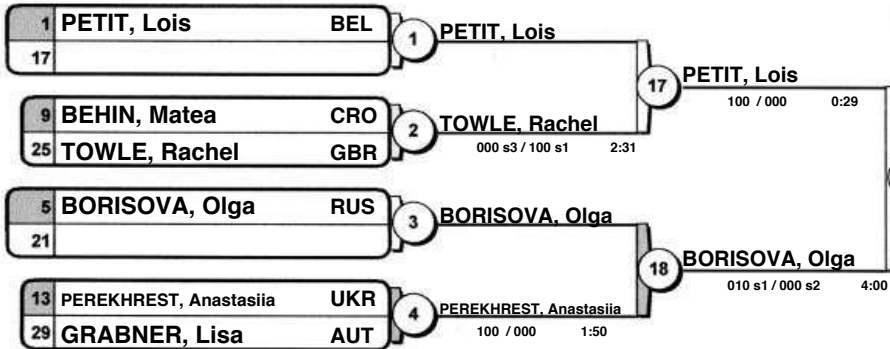 1 PETIT, Lois BEL
17
1
PETIT, Lois
17
PETIT, Lois
100 / 000 0:29
9 BEHIN, Matea CRO
25 TOWLE, Rachel GBR
2
TOWLE, Rachel
000 s3 / 100 s1 2:31
5 BORISOVA, Olga RUS
21
3
BORISOVA, Olga
18
BORISOVA, Olga
010 s1 / 000 s2 4:00
13 PEREKHREST, Anastasiia UKR
29 GRABNER, Lisa AUT
4
PEREKHREST, Anastasiia
100 / 000 1:50